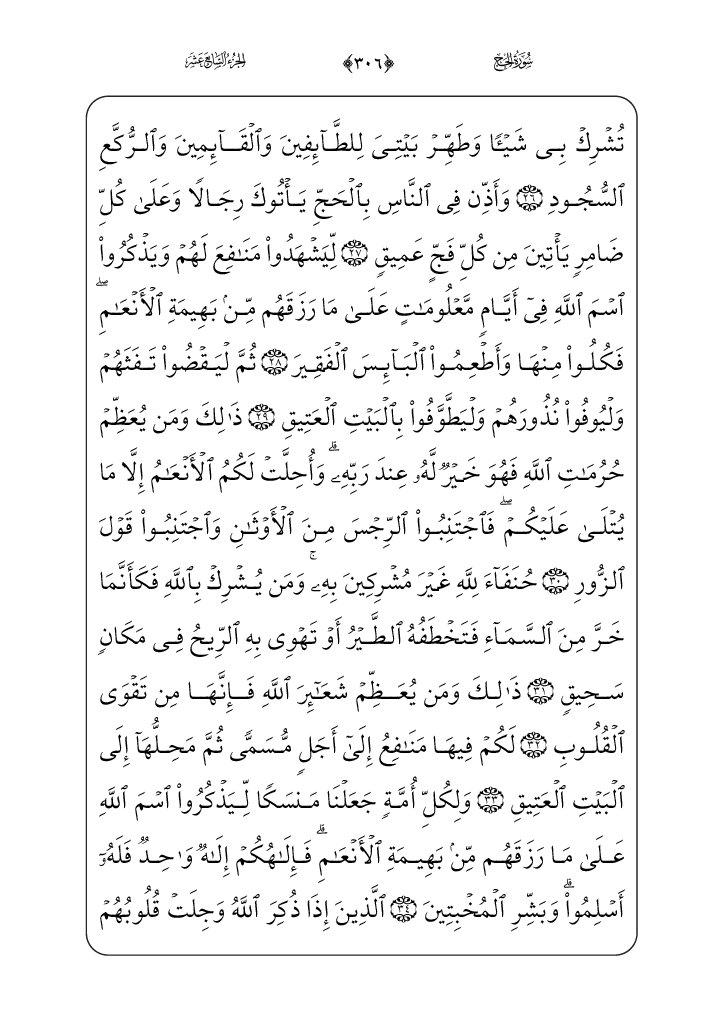 سُورَةُ الحَجِّ ﴿٣٠٦﴾ الجُزْءُ السَّابِعَ عَشَرَ
تُشۡرِكۡ بِي شَيۡـٔٗا وَطَهِّرۡ بَيۡتِيَ لِلطَّآئِفِينَ وَٱلۡقَآئِمِينَ وَٱلرُّكَّعِ
ٱلسُّجُودِ ٢٦ وَأَذِّن فِي ٱلنَّاسِ بِٱلۡحَجِّ يَأۡتُوكَ رِجَالٗا وَعَلَىٰ كُلِّ
ضَامِرٖ يَأۡتِينَ مِن كُلِّ فَجٍّ عَمِيقٖ ٢٧ لِّيَشۡهَدُواْ مَنَٰفِعَ لَهُمۡ وَيَذۡكُرُواْ
ٱسۡمَ ٱللَّهِ فِيٓ أَيَّامٖ مَّعۡلُومَٰتٍ عَلَىٰ مَا رَزَقَهُم مِّنۢ بَهِيمَةِ ٱلۡأَنۡعَٰمِۖ
فَكُلُواْ مِنۡهَا وَأَطۡعِمُواْ ٱلۡبَآئِسَ ٱلۡفَقِيرَ ٢٨ ثُمَّ لۡيَقۡضُواْ تَفَثَهُمۡ
وَلۡيُوفُواْ نُذُورَهُمۡ وَلۡيَطَّوَّفُواْ بِٱلۡبَيۡتِ ٱلۡعَتِيقِ ٢٩ ذَٰلِكَ وَمَن يُعَظِّمۡ
حُرُمَٰتِ ٱللَّهِ فَهُوَ خَيۡرٞ لَّهُۥ عِندَ رَبِّهِۦۗ وَأُحِلَّتۡ لَكُمُ ٱلۡأَنۡعَٰمُ إِلَّا مَا
يُتۡلَىٰ عَلَيۡكُمۡۖ فَٱجۡتَنِبُواْ ٱلرِّجۡسَ مِنَ ٱلۡأَوۡثَٰنِ وَٱجۡتَنِبُواْ قَوۡلَ
ٱلزُّورِ ٣٠ حُنَفَآءَ لِلَّهِ غَيۡرَ مُشۡرِكِينَ بِهِۦۚ وَمَن يُشۡرِكۡ بِٱللَّهِ فَكَأَنَّمَا
خَرَّ مِنَ ٱلسَّمَآءِ فَتَخۡطَفُهُ ٱلطَّيۡرُ أَوۡ تَهۡوِي بِهِ ٱلرِّيحُ فِي مَكَانٖ
سَحِيقٖ ٣١ ذَٰلِكَ وَمَن يُعَظِّمۡ شَعَٰٓئِرَ ٱللَّهِ فَإِنَّهَا مِن تَقۡوَى
ٱلۡقُلُوبِ ٣٢ لَكُمۡ فِيهَا مَنَٰفِعُ إِلَىٰٓ أَجَلٖ مُّسَمّٗى ثُمَّ مَحِلُّهَآ إِلَى
ٱلۡبَيۡتِ ٱلۡعَتِيقِ ٣٣ وَلِكُلِّ أُمَّةٖ جَعَلۡنَا مَنسَكٗا لِّيَذۡكُرُواْ ٱسۡمَ ٱللَّهِ
عَلَىٰ مَا رَزَقَهُم مِّنۢ بَهِيمَةِ ٱلۡأَنۡعَٰمِۗ فَإِلَٰهُكُمۡ إِلَٰهٞ وَٰحِدٞ فَلَهُۥٓ
أَسۡلِمُواْۗ وَبَشِّرِ ٱلۡمُخۡبِتِينَ ٣٤ ٱلَّذِينَ إِذَا ذُكِرَ ٱللَّهُ وَجِلَتۡ قُلُوبُهُمۡ